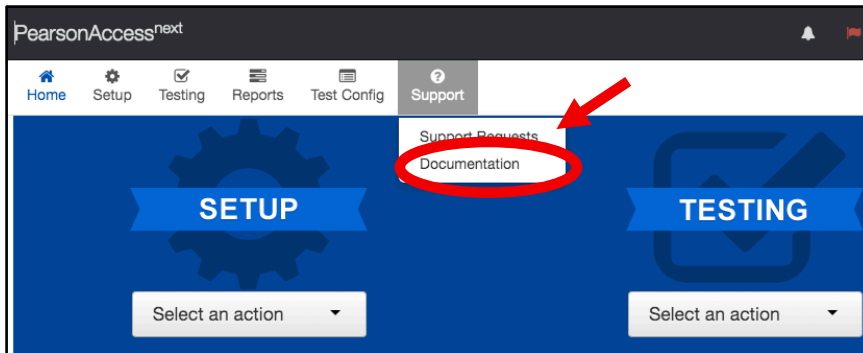 PearsonAccessnext
Home Setup Testing Reports Test Config Support
Support Requests
Documentation
SETUP TESTING
Select an action Select an action